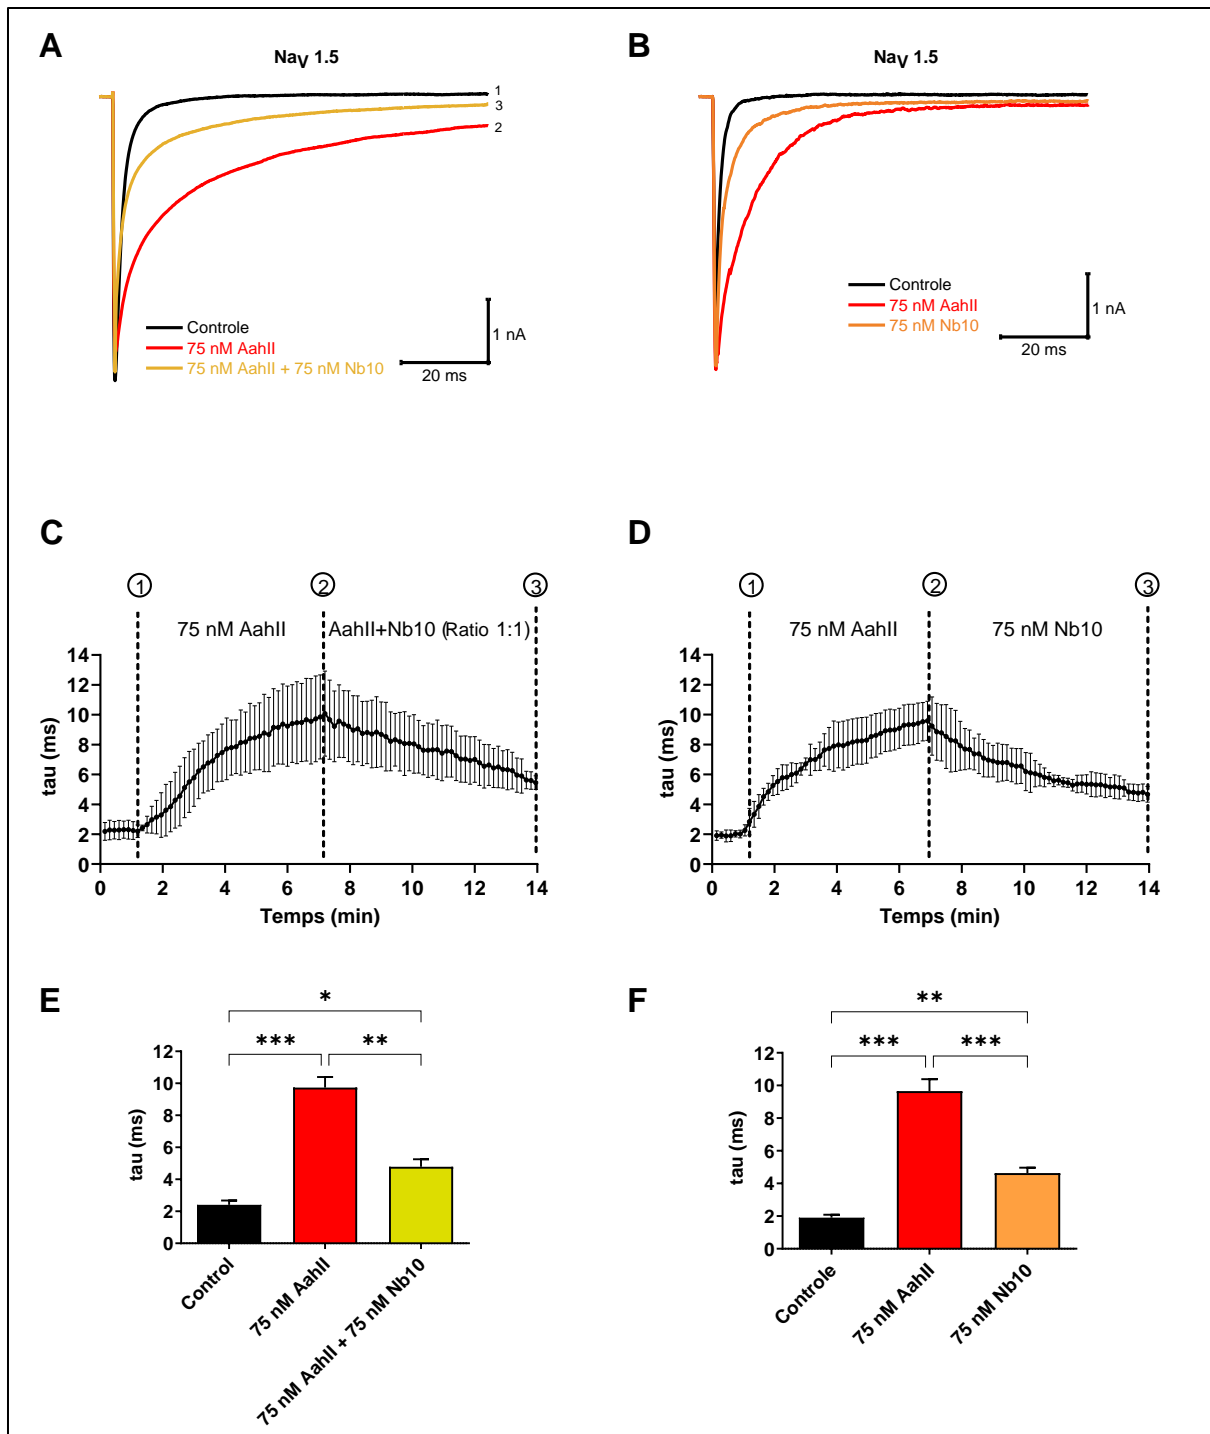 A
Nav 1.5
1
3
2
Controle
75 nM AahII
75 nM AahII + 75 nM Nb10
1 nA
20 ms
B
Nav 1.5
Controle
75 nM AahII
75 nM Nb10
1 nA
20 ms
C
1
2
3
75 nM AahII
AahII+Nb10 (Ratio 1:1)
14
12
10
8
6
4
2
0
tau (ms)
0 2 4 6 8 10 12 14
Temps (min)
D
1
2
3
75 nM AahII
75 nM Nb10
14
12
10
8
6
4
2
0
tau (ms)
0 2 4 6 8 10 12 14
Temps (min)
E
*
*** **
12
10
8
6
4
2
0
tau (ms)
Control
75 nM AahII
75 nM AahII + 75 nM Nb10
F
**
*** ***
12
10
8
6
4
2
0
tau (ms)
Controle
75 nM AahII
75 nM Nb10